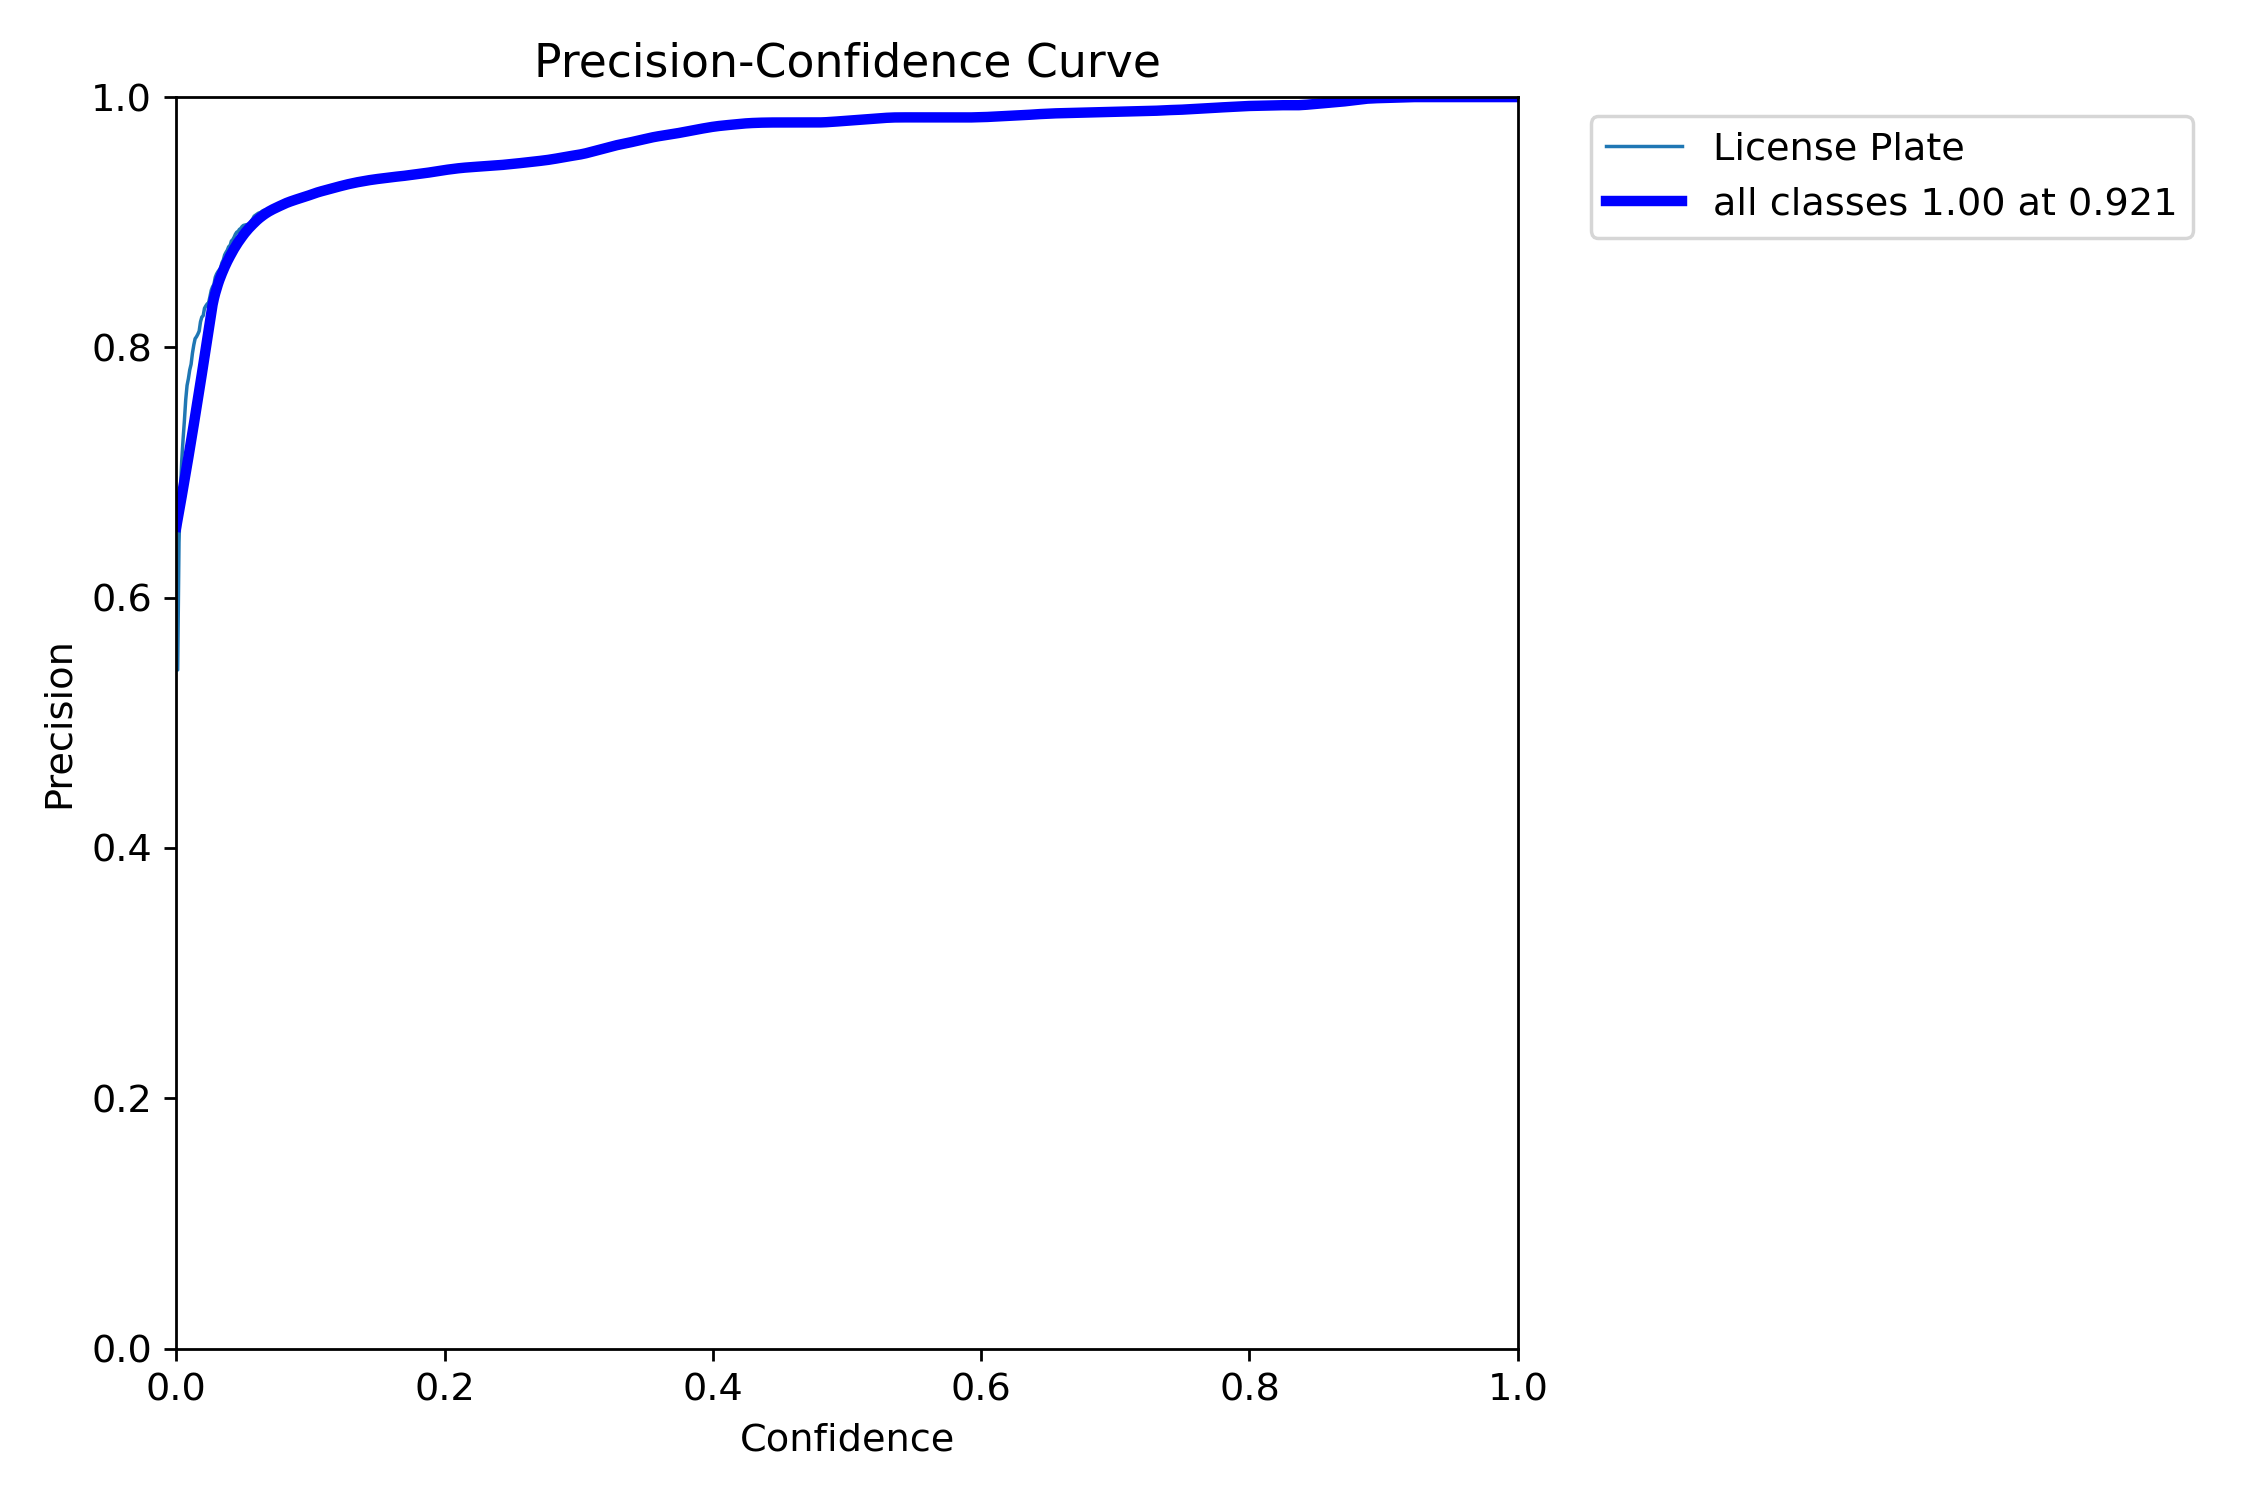 Precision-Confidence Curve
1.0
0.8
0.6
0.4
0.2
0.0
Precision
0.0 0.2 0.4 0.6 0.8 1.0
Confidence
License Plate
all classes 1.00 at 0.921